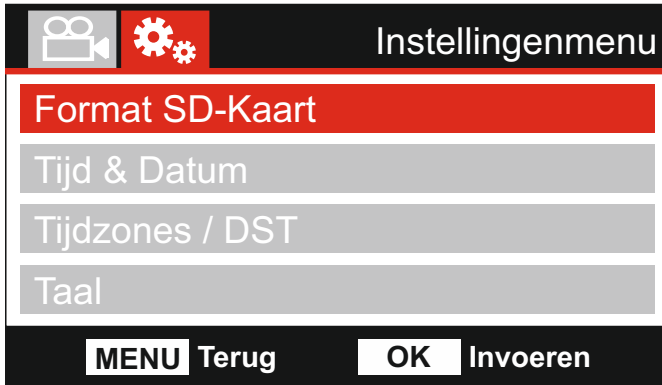 Instellingenmenu
Format SD-Kaart
Tijd & Datum
Tijdzones / DST
Taal
MENU Terug OK Invoeren